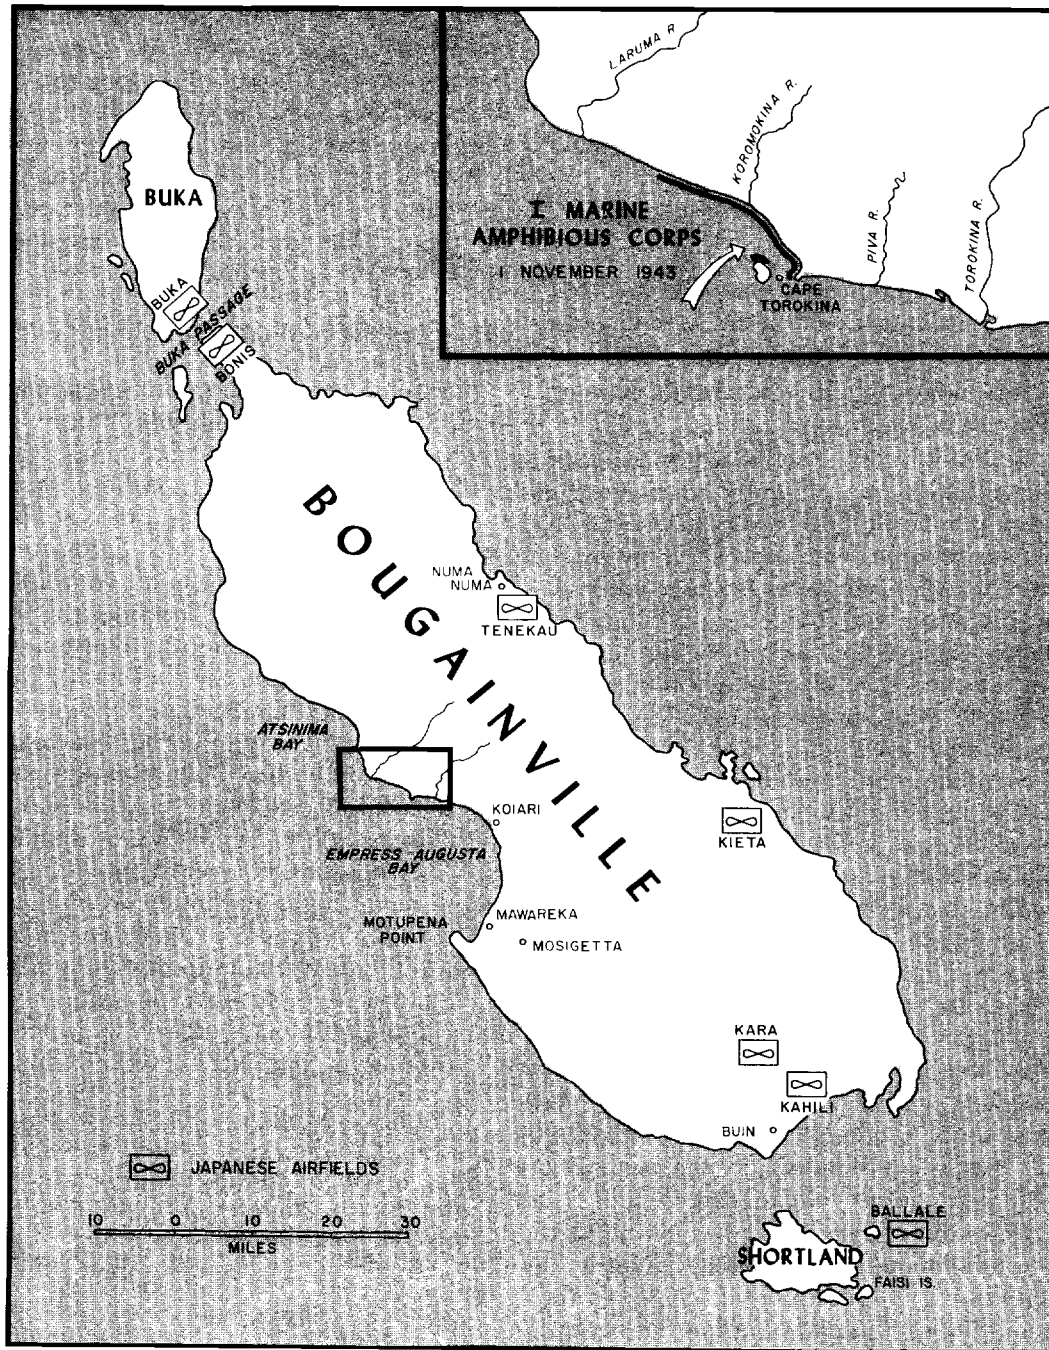 LARUMA R
KOROMOKINA R.
PIVA R.
TOROKINA R.
I MARINE
AMPHIBIOUS CORPS
1 NOVEMBER 1943
CAPE
TOROKINA
BUKA
BUKA
BUKA PASSAGE
BONIS
BOUGAINVILLE
NUMA
NUMA
TENEKAU
ATSINIMA
BAY
KOIARI
EMPRESS AUGUSTA
BAY
KIETA
MOTUPENA
POINT
MAWAREKA
MOSIGETTA
KARA
KAHILI
BUIN
JAPANESE AIRFIELDS
10 0 10 20 30
MILES
BALLALE
SHORTLAND
FAISI IS.